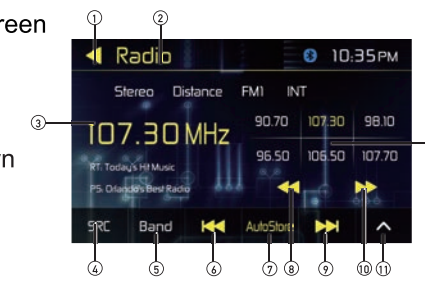 reen
① ②
Radio 10:35 PM
Stereo Distance FM1 INT
③
107.30 MHz
90.70 107.30 98.10
96.50 106.50 107.70
RT: Today's Hit Music
PS: Orlando's Best Radio
n
SRC Band AutoStore
④ ⑤ ⑥ ⑦ ⑧ ⑨ ⑩ ⑪